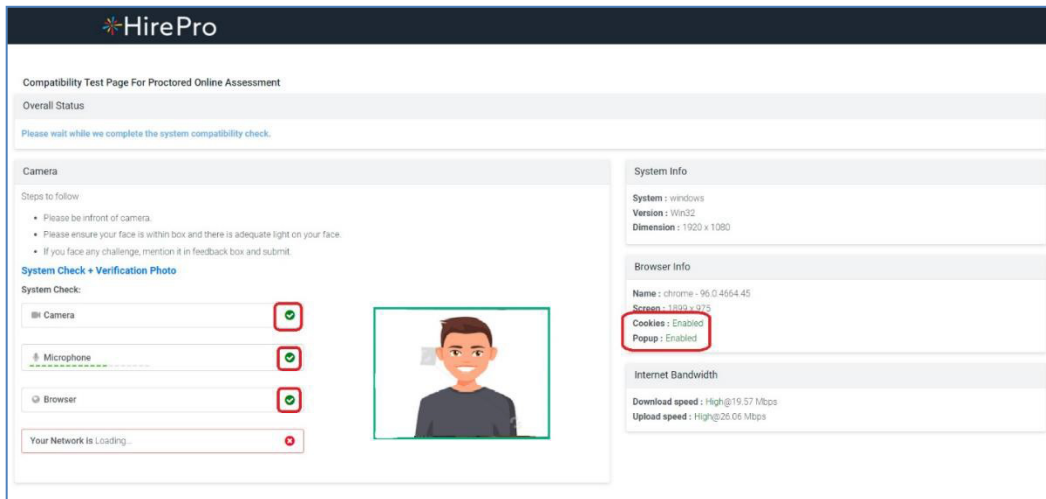 HirePro
Compatibility Test Page For Proctored Online Assessment
Overall Status
Please wait while we complete the system compatibility check.
Camera
Steps to follow
Please be infront of camera.
Please ensure your face is within box and there is adequate light on your face.
If you face any challenge, mention it in feedback box and submit.
System Check + Verification Photo
System Check:
Camera
Microphone
Browser
Your Network is Loading...
System Info
System : windows
Version : Win32
Dimension : 1920 x 1080
Browser Info
Name : chrome - 96.0.4664.45
Screen : 1899 x 975
Cookies : Enabled
Popup : Enabled
Internet Bandwidth
Download speed : High@19.57 Mbps
Upload speed : High@26.06 Mbps